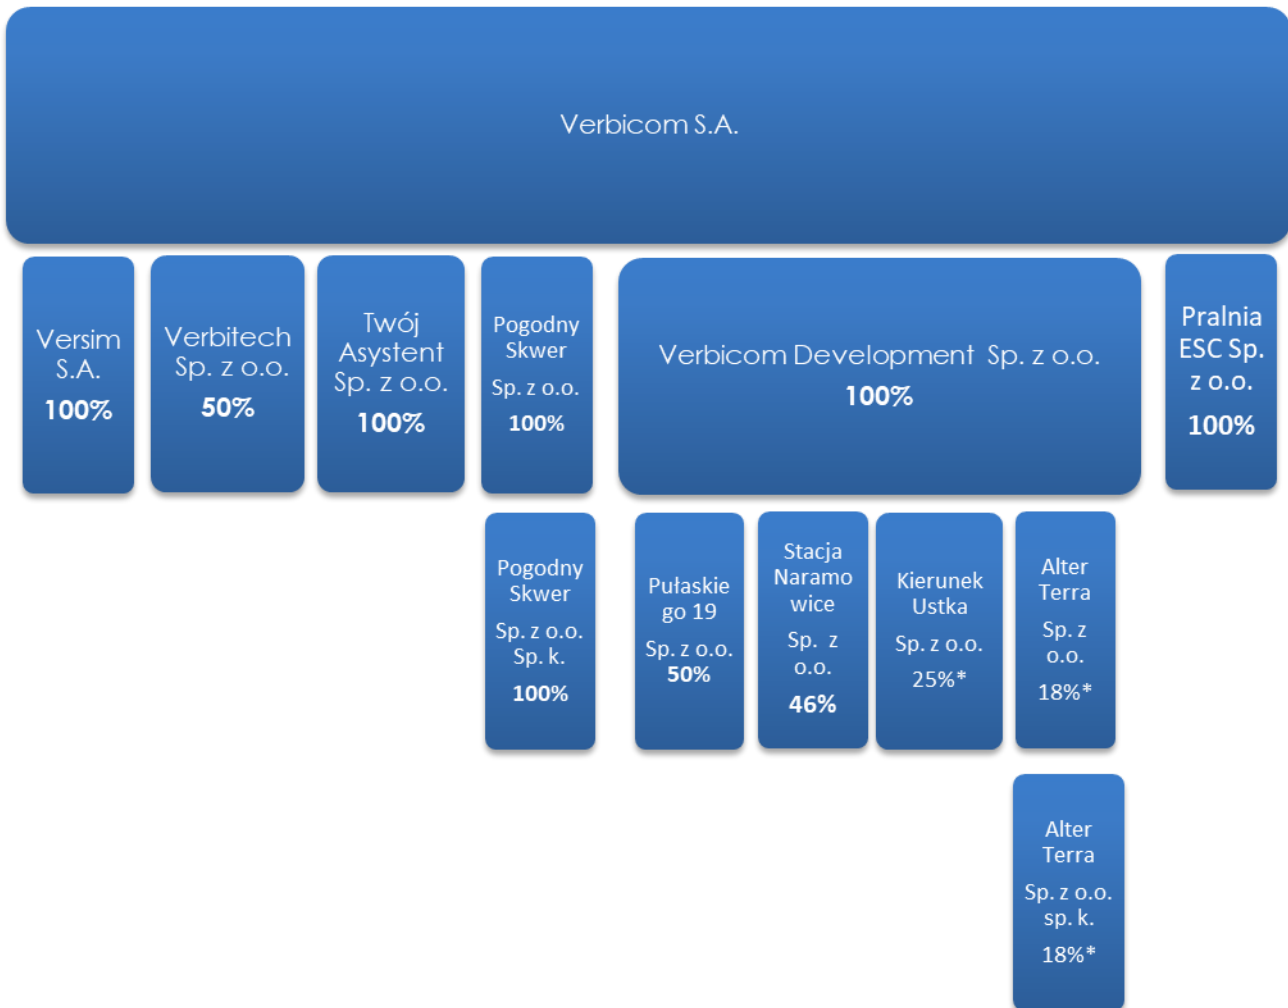 Verbicom S.A.
Versim
S.A.
100%
Verbitech
Sp. z o.o.
50%
Twój
Asystent
Sp. z o.o.
100%
Pogodny
Skwer
Sp. z o.o.
100%
Verbicom Development Sp. z o.o.
100%
Pralnia
ESC Sp.
z o.o.
100%
Pogodny
Skwer
Sp. z o.o.
Sp. k.
100%
Pułaskie
go 19
Sp. z o.o.
50%
Stacja
Naramo
wice
Sp. z
o.o.
46%
Kierunek
Ustka
Sp. z o.o.
25%*
Alter
Terra
Sp. z
o.o.
18%*
Alter
Terra
Sp. z o.o.
sp. k.
18%*